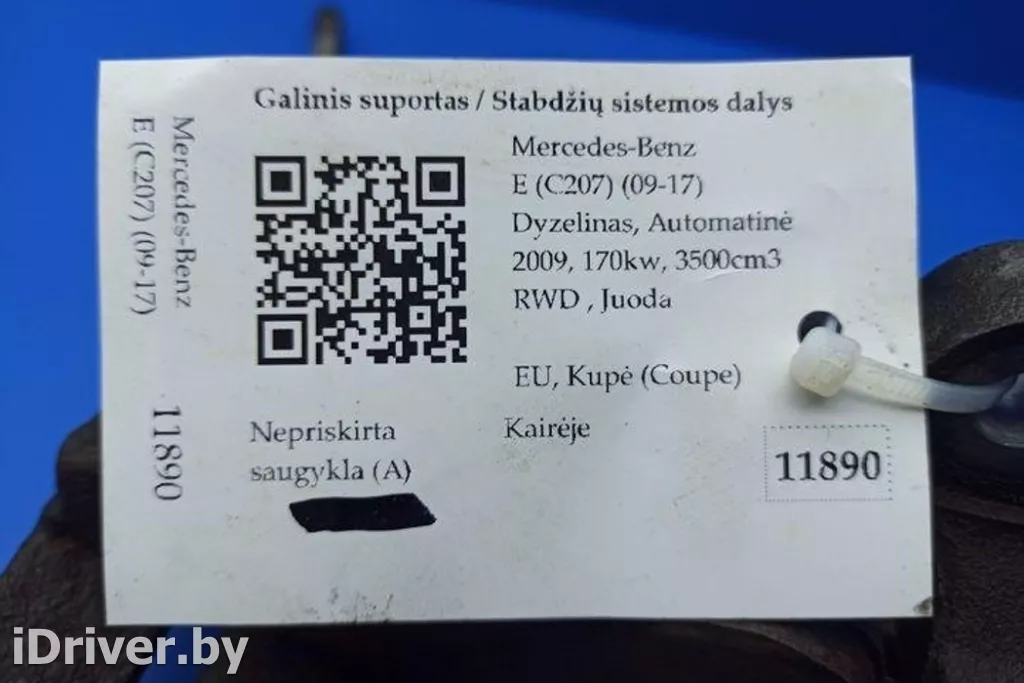 Galinis suportas / Stabdžių sistemos dalys
Mercedes-Benz
E (C207) (09-17)
Mercedes-Benz
E (C207) (09-17)
Dyzelinas, Automatinė
2009, 170kw, 3500cm3
RWD , Juoda
EU, Kupė (Coupe)
Nepriskirta
saugykla (A)
Kairėje
11890
11890
iDriver.by